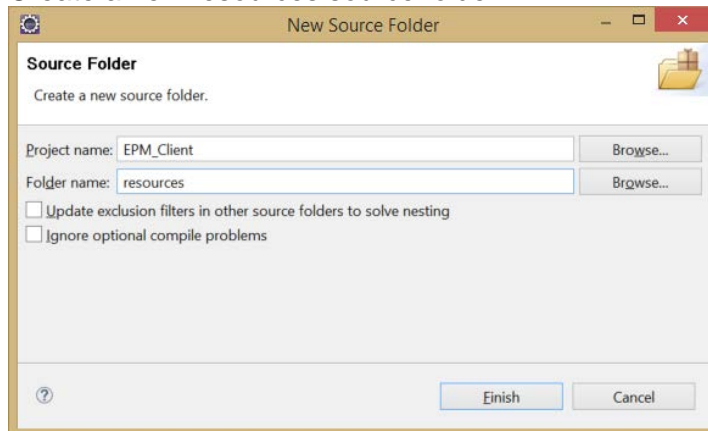 New Source Folder
Source Folder
Create a new source folder.
Project name: EPM_Client Browse...
Folder name: resources Browse...
Update exclusion filters in other source folders to solve nesting
Ignore optional compile problems
Finish Cancel